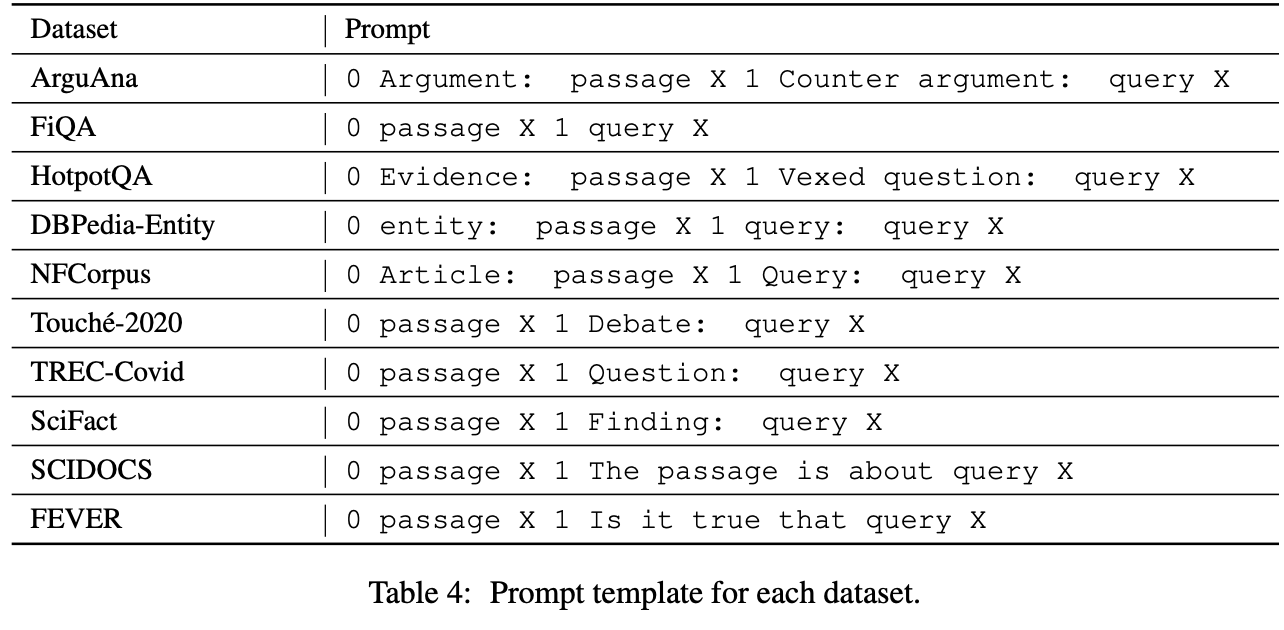 Dataset Prompt
ArguAna 0 Argument: passage X 1 Counter argument: query X
FiQA 0 passage X 1 query X
HotpotQA 0 Evidence: passage X 1 Vexed question: query X
DBPedia-Entity 0 entity: passage X 1 query: query X
NFCorpus 0 Article: passage X 1 Query: query X
Touché-2020 0 passage X 1 Debate: query X
TREC-Covid 0 passage X 1 Question: query X
SciFact 0 passage X 1 Finding: query X
SCIDOCS 0 passage X 1 The passage is about query X
FEVER 0 passage X 1 Is it true that query X
Table 4: Prompt template for each dataset.